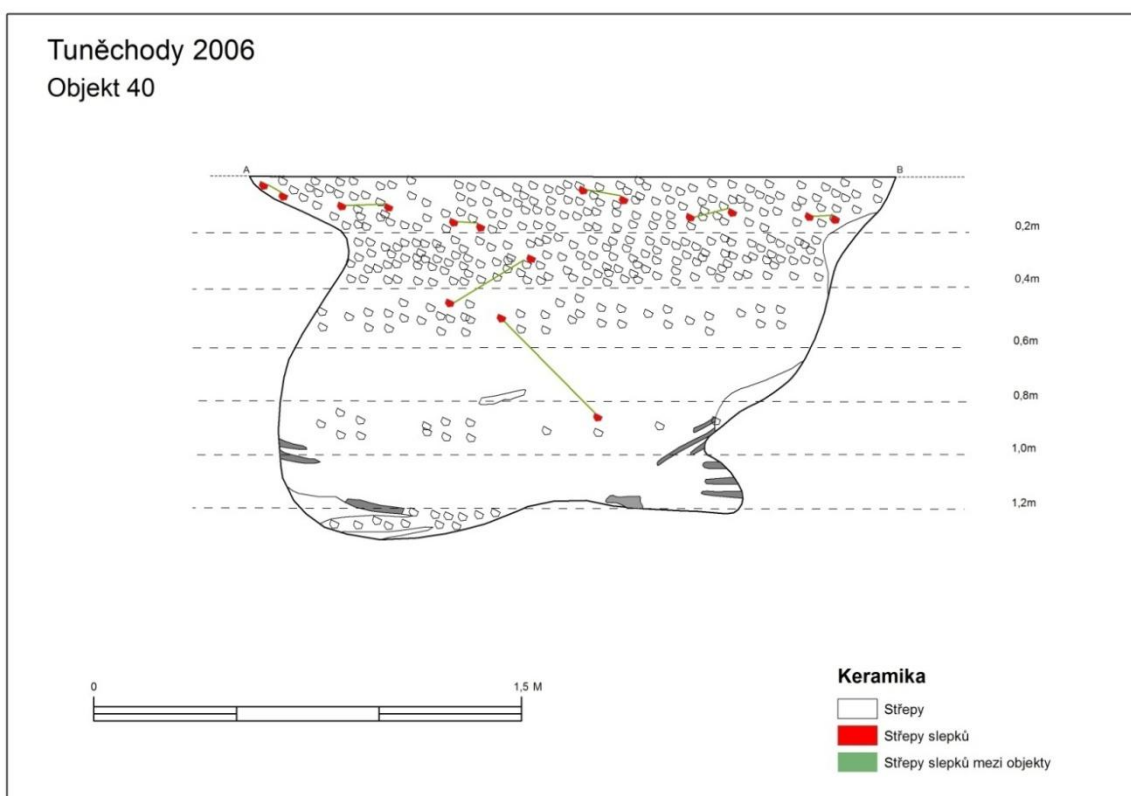 Tuněchody 2006
Objekt 40
A
B
0,2m
0,4m
0,6m
0,8m
1,0m
1,2m
0
1,5 M
Keramika
Střepy
Střepy slepků
Střepy slepků mezi objekty